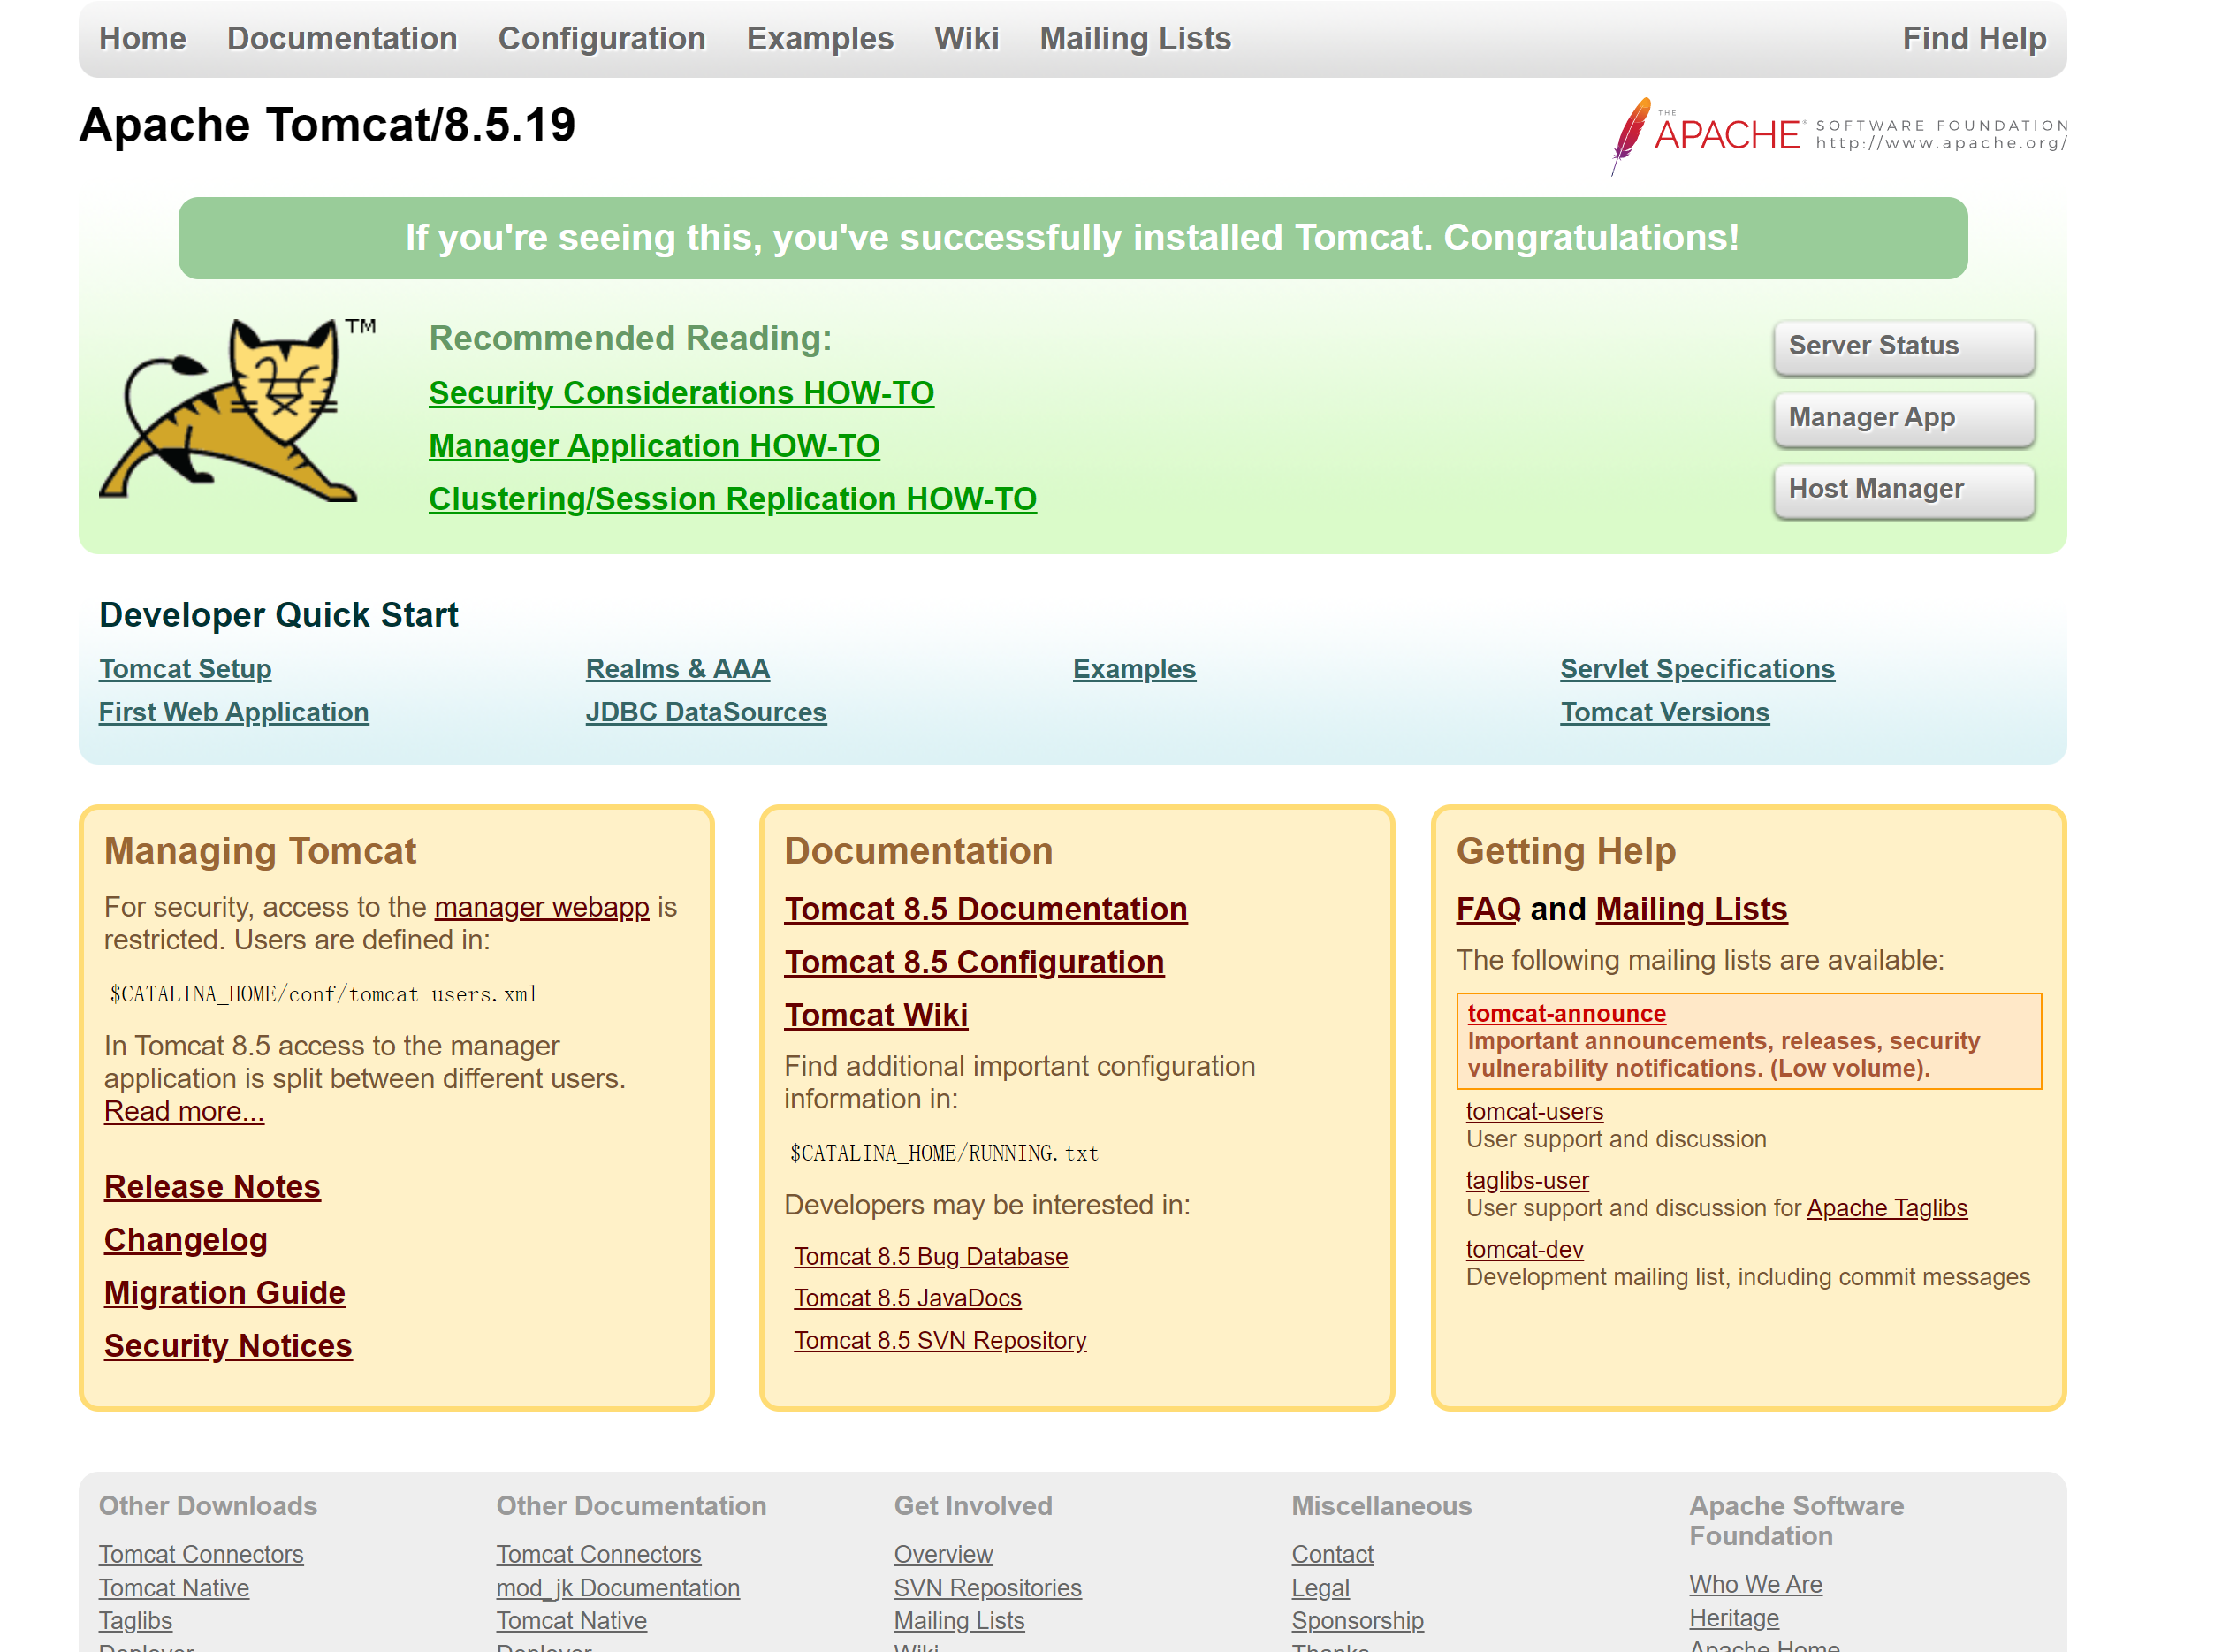 Home Documentation Configuration Examples Wiki Mailing Lists Find Help
Apache Tomcat/8.5.19
THE
APACHE® SOFTWARE FOUNDATION
http://www.apache.org/
If you're seeing this, you've successfully installed Tomcat. Congratulations!
TM
Recommended Reading:
Security Considerations HOW-TO
Manager Application HOW-TO
Clustering/Session Replication HOW-TO
Server Status
Manager App
Host Manager
Developer Quick Start
Tomcat Setup
First Web Application
Realms & AAA
JDBC DataSources
Examples
Servlet Specifications
Tomcat Versions
Managing Tomcat
For security, access to the manager webapp is
restricted. Users are defined in:
$CATALINA_HOME/conf/tomcat-users.xml
In Tomcat 8.5 access to the manager
application is split between different users.
Read more...
Release Notes
Changelog
Migration Guide
Security Notices
Documentation
Tomcat 8.5 Documentation
Tomcat 8.5 Configuration
Tomcat Wiki
Find additional important configuration
information in:
$CATALINA_HOME/RUNNING.txt
Developers may be interested in:
Tomcat 8.5 Bug Database
Tomcat 8.5 JavaDocs
Tomcat 8.5 SVN Repository
Getting Help
FAQ and Mailing Lists
The following mailing lists are available:
tomcat-announce
Important announcements, releases, security
vulnerability notifications. (Low volume).
tomcat-users
User support and discussion
taglibs-user
User support and discussion for Apache Taglibs
tomcat-dev
Development mailing list, including commit messages
Other Downloads
Tomcat Connectors
Tomcat Native
Taglibs
Deployer
Other Documentation
Tomcat Connectors
mod_jk Documentation
Tomcat Native
Deployer
Get Involved
Overview
SVN Repositories
Mailing Lists
Wiki
Miscellaneous
Contact
Legal
Sponsorship
Thanks
Apache Software
Foundation
Who We Are
Heritage
Apache Home